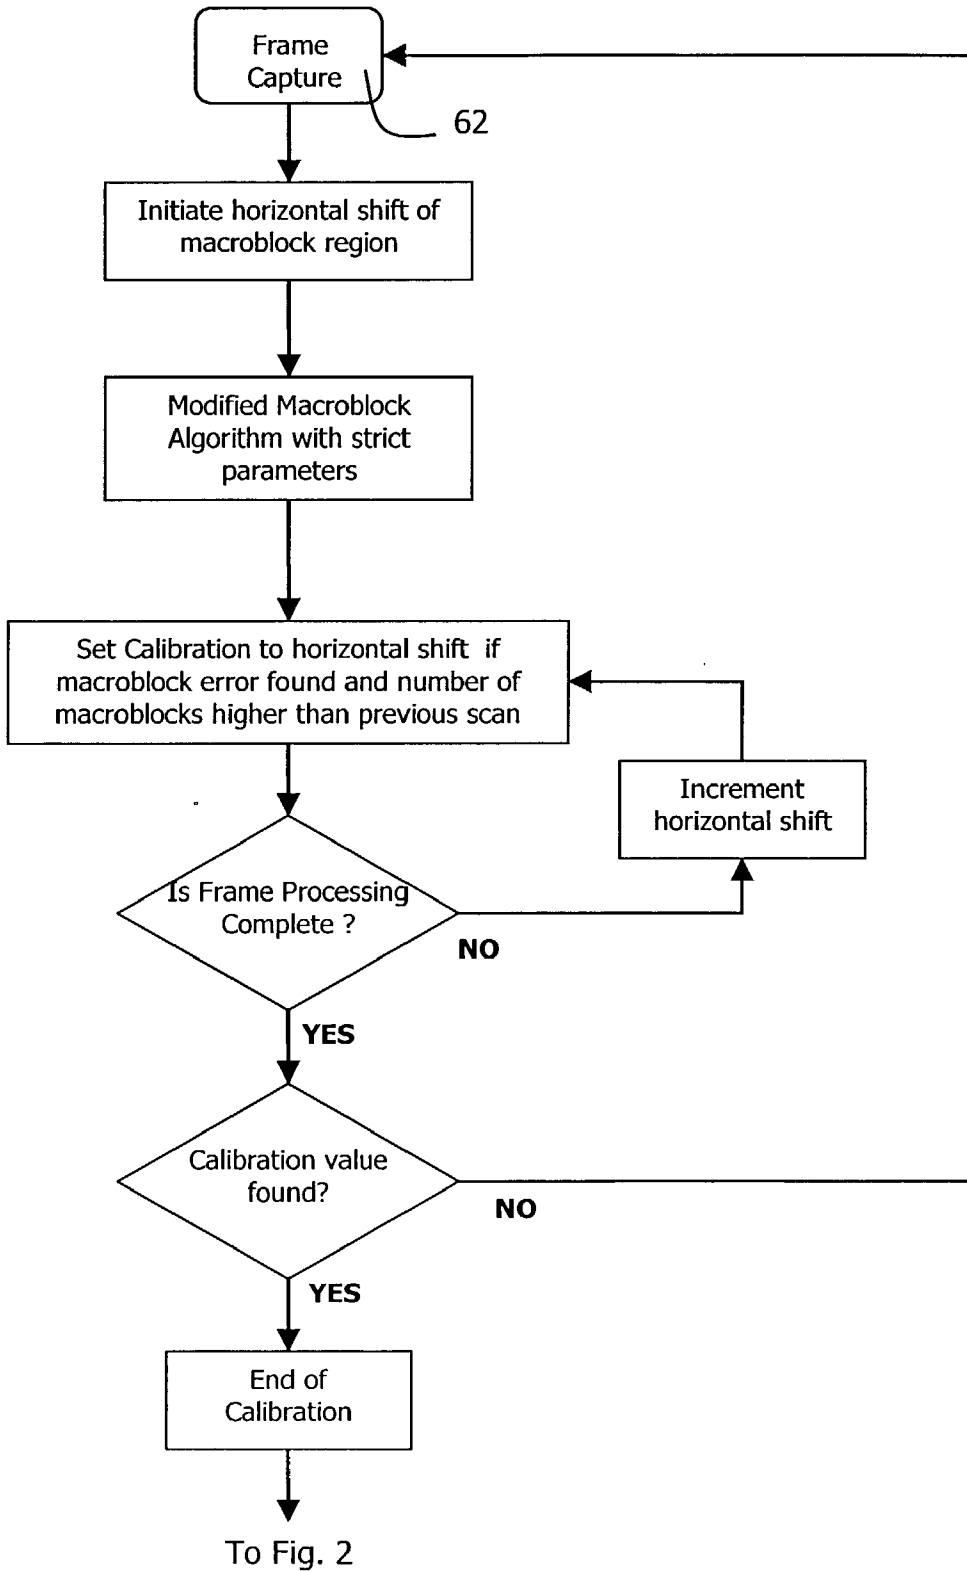 Frame
Capture
62
Initiate horizontal shift of
macroblock region
Modified Macroblock
Algorithm with strict
parameters
Set Calibration to horizontal shift if
macroblock error found and number of
macroblocks higher than previous scan
Increment
horizontal shift
Is Frame Processing
Complete ?
NO
YES
Calibration value
found?
NO
YES
End of
Calibration
To Fig. 2